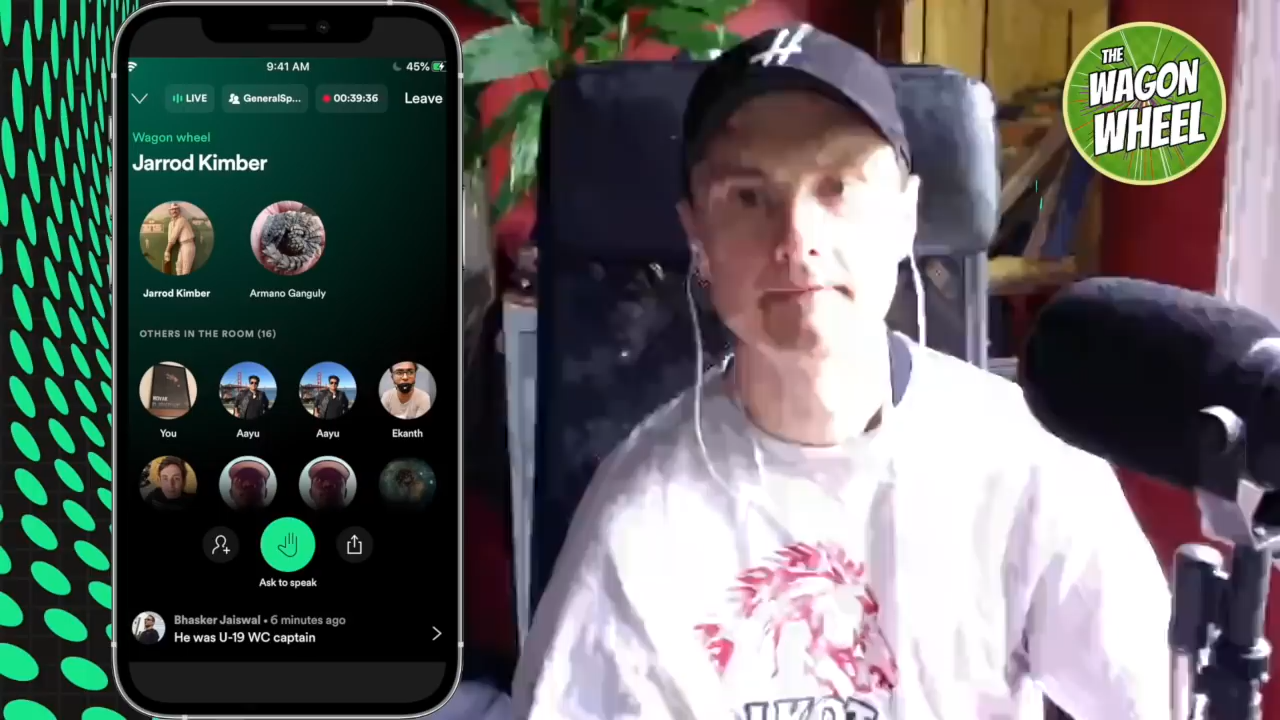 9:41 AM
45%
LIVE
GeneralSp...
00:39:36
Leave
Wagon wheel
Jarrod Kimber
Jarrod Kimber
Armano Ganguly
OTHERS IN THE ROOM (16)
You
Aayu
Aayu
Ekanth
Ask to speak
Bhasker Jaiswal • 6 minutes ago
He was U-19 WC captain
H
THE
WAGON
WHEEL